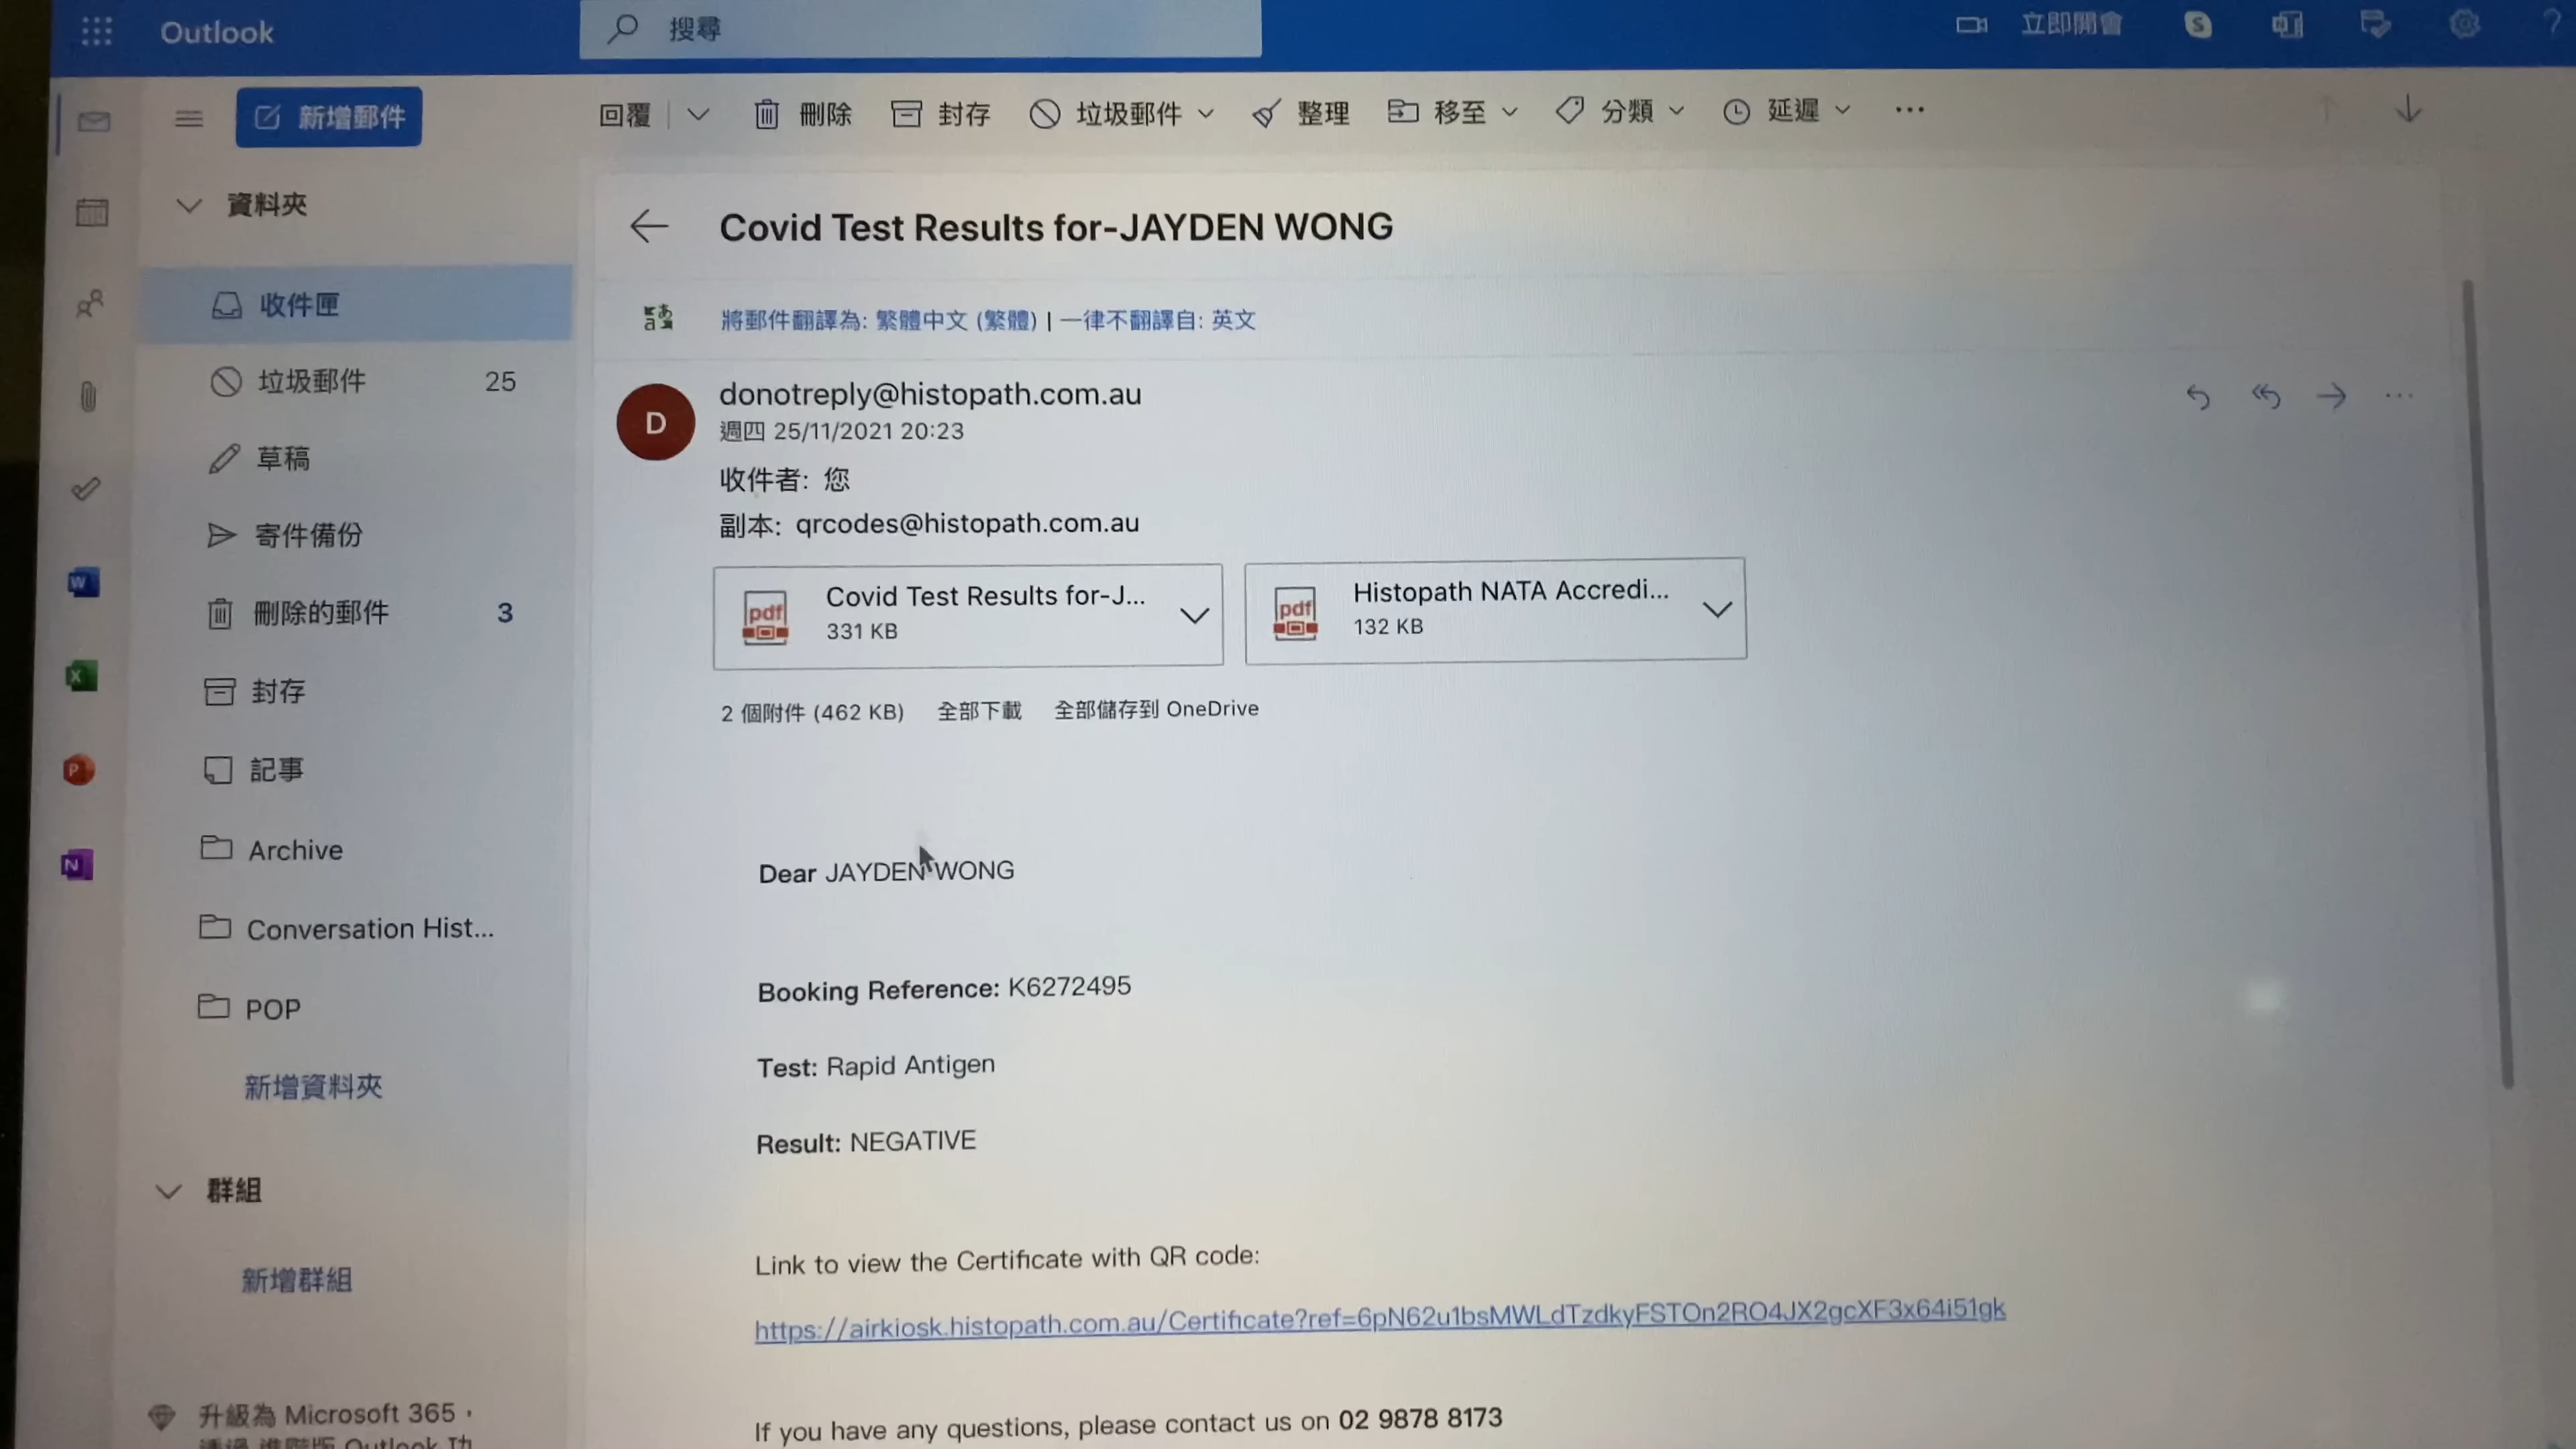 Outlook
搜尋
立即開會
新增郵件
回覆
刪除
封存
垃圾郵件
整理
移至
分類
延遲
資料夾
收件匣
垃圾郵件 25
草稿
寄件備份
刪除的郵件 3
封存
記事
Archive
Conversation Hist...
POP
新增資料夾
群組
新增群組
升級為 Microsoft 365，
Covid Test Results for-JAYDEN WONG
將郵件翻譯為: 繁體中文 (繁體) | 一律不翻譯自: 英文
D
donotreply@histopath.com.au
週四 25/11/2021 20:23
收件者: 您
副本: qrcodes@histopath.com.au
pdf
Covid Test Results for-J...
331 KB
pdf
Histopath NATA Accredi...
132 KB
2 個附件 (462 KB) 全部下載 全部儲存到 OneDrive
Dear JAYDEN WONG
Booking Reference: K6272495
Test: Rapid Antigen
Result: NEGATIVE
Link to view the Certificate with QR code:
https://airkiosk.histopath.com.au/Certificate?ref=6pN62u1bsMWLdTzdkyFSTOn2RO4JX2gcXF3x64i51gk
If you have any questions, please contact us on 02 9878 8173